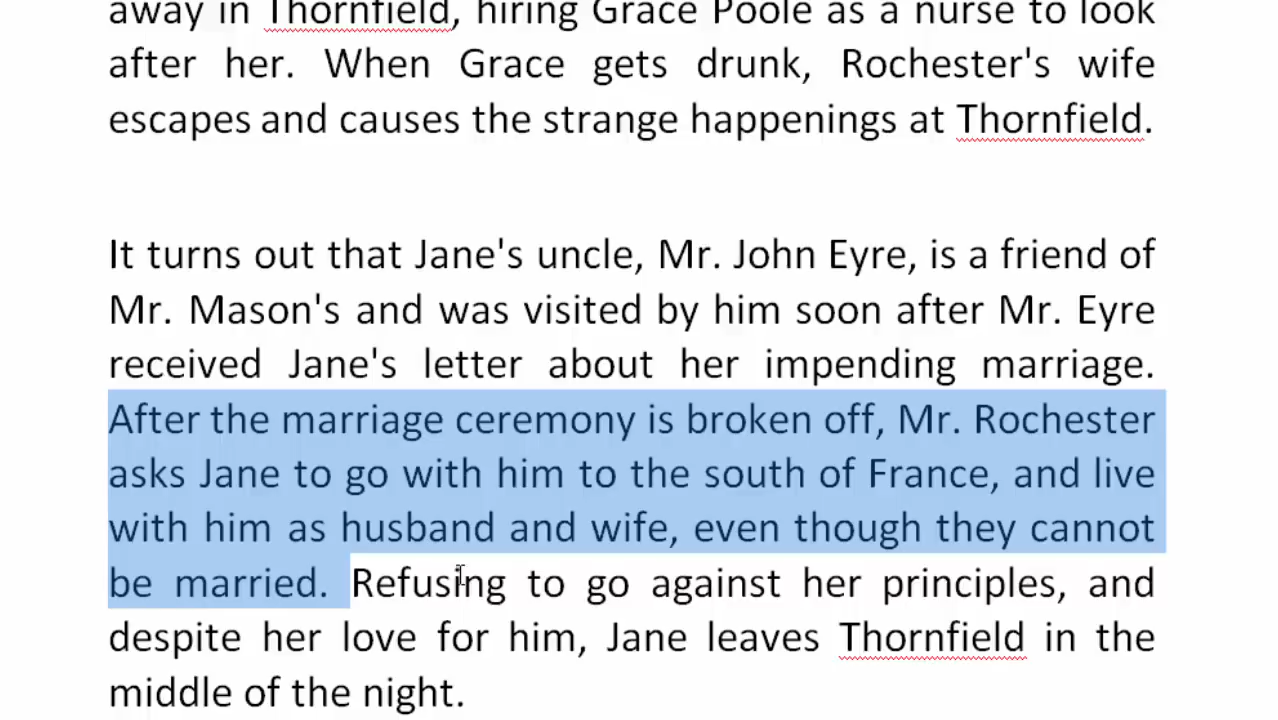 away in Thornfield, hiring Grace Poole as a nurse to look
after her. When Grace gets drunk, Rochester's wife
escapes and causes the strange happenings at Thornfield.
It turns out that Jane's uncle, Mr. John Eyre, is a friend of
Mr. Mason's and was visited by him soon after Mr. Eyre
received Jane's letter about her impending marriage.
After the marriage ceremony is broken off, Mr. Rochester
asks Jane to go with him to the south of France, and live
with him as husband and wife, even though they cannot
be married. Refusing to go against her principles, and
despite her love for him, Jane leaves Thornfield in the
middle of the night.